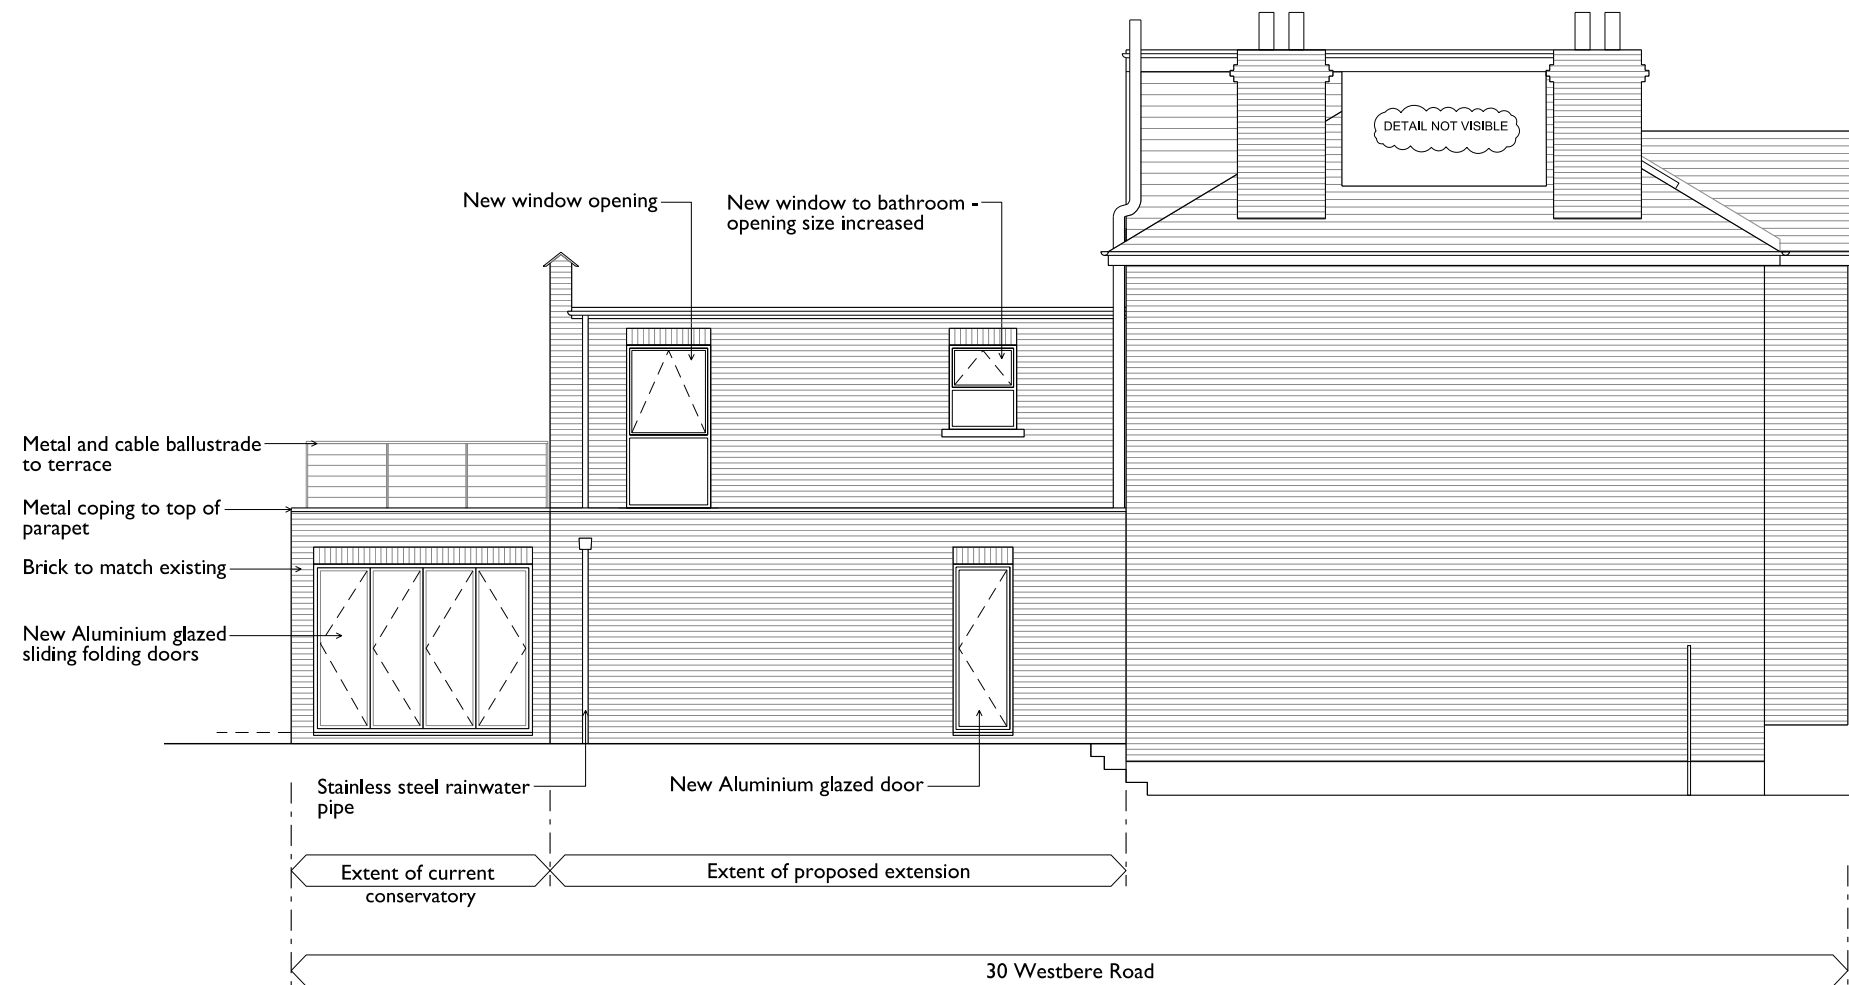 DETAIL NOT VISIBLE
New window opening
New window to bathroom -
opening size increased
Metal and cable ballustrade
to terrace
Metal coping to top of
parapet
Brick to match existing
New Aluminium glazed
sliding folding doors
Stainless steel rainwater
pipe
New Aluminium glazed door
Extent of current
conservatory
Extent of proposed extension
30 Westbere Road